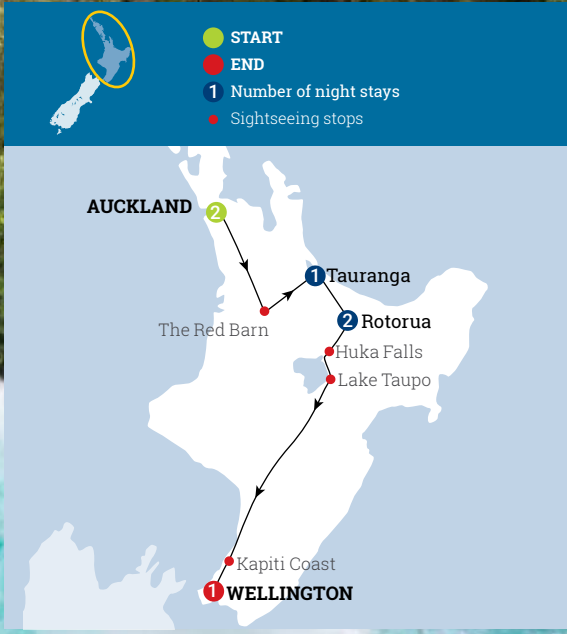 START
END
1 Number of night stays
Sightseeing stops
AUCKLAND 2
1 Tauranga
The Red Barn
2 Rotorua
Huka Falls
Lake Taupo
Kapiti Coast
1 WELLINGTON